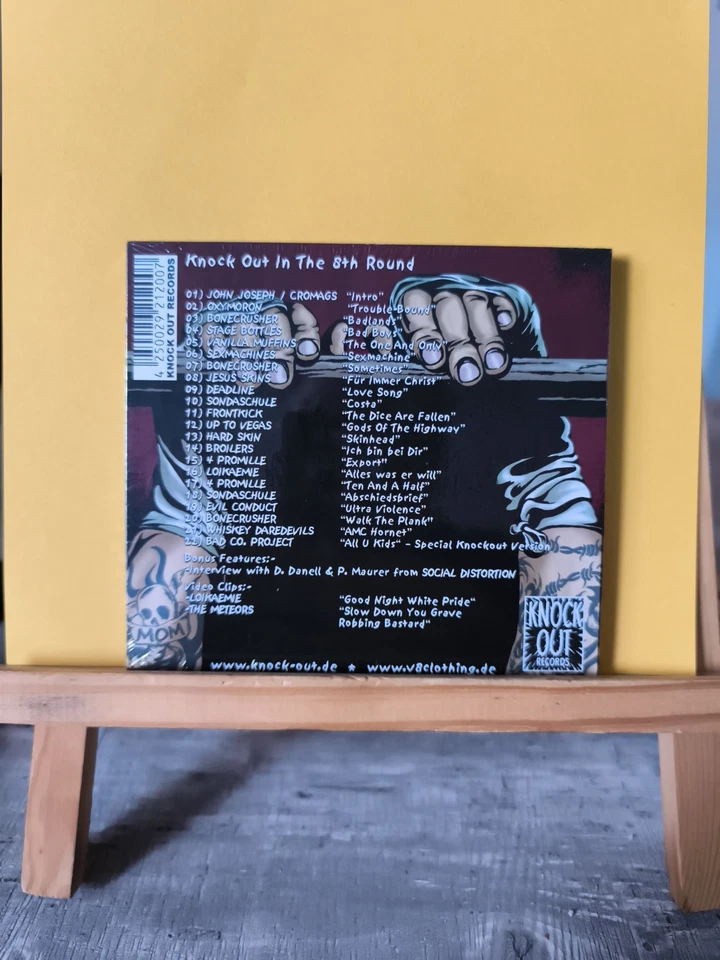 Knock Out In The 8th Round
4 250029 212007
KNOCK OUT RECORDS
01) JOHN JOSEPH / CROMAGS "Intro"
02) OXYMORON "Trouble Bound"
03) BONECRUSHER "Badlands"
04) STAGE BOTTLES "Bad Boys"
05) VANILLA MUFFINS "The One And Only"
06) SEXMACHINES "Sexmachine"
07) BONECRUSHER "Sometimes"
08) JESUS SKINS "Für Immer Christ"
09) DEADLINE "Love Song"
10) SONDASCHULE "Costa"
11) FRONTKICK "The Dice Are Fallen"
12) UP TO VEGAS "Gods Of The Highway"
13) HARD SKIN "Skinhead"
14) BROILERS "Ich bin bei Dir"
15) 4 PROMILLE "Export"
16) LOIKAEMIE "Alles was er will"
17) 4 PROMILLE "Ten And A Half"
18) SONDASCHULE "Abschiedsbrief"
19) EVIL CONDUCT "Ultra Violence"
20) BONECRUSHER "Walk The Plank"
21) WHISKEY DAREDEVILS "AMC Hornet"
22) BAD CO. PROJECT "All U Kids" - Special Knockout Version
Bonus Features:-
-Interview with D. Danell & P. Maurer from SOCIAL DISTORTION
Video Clips:-
-LOIKAEMIE "Good Night White Pride"
-THE METEORS "Slow Down You Grave
Robbing Bastard"
MOM
KNOCK
OUT
RECORDS
www.knock-out.de * www.v8clothing.de